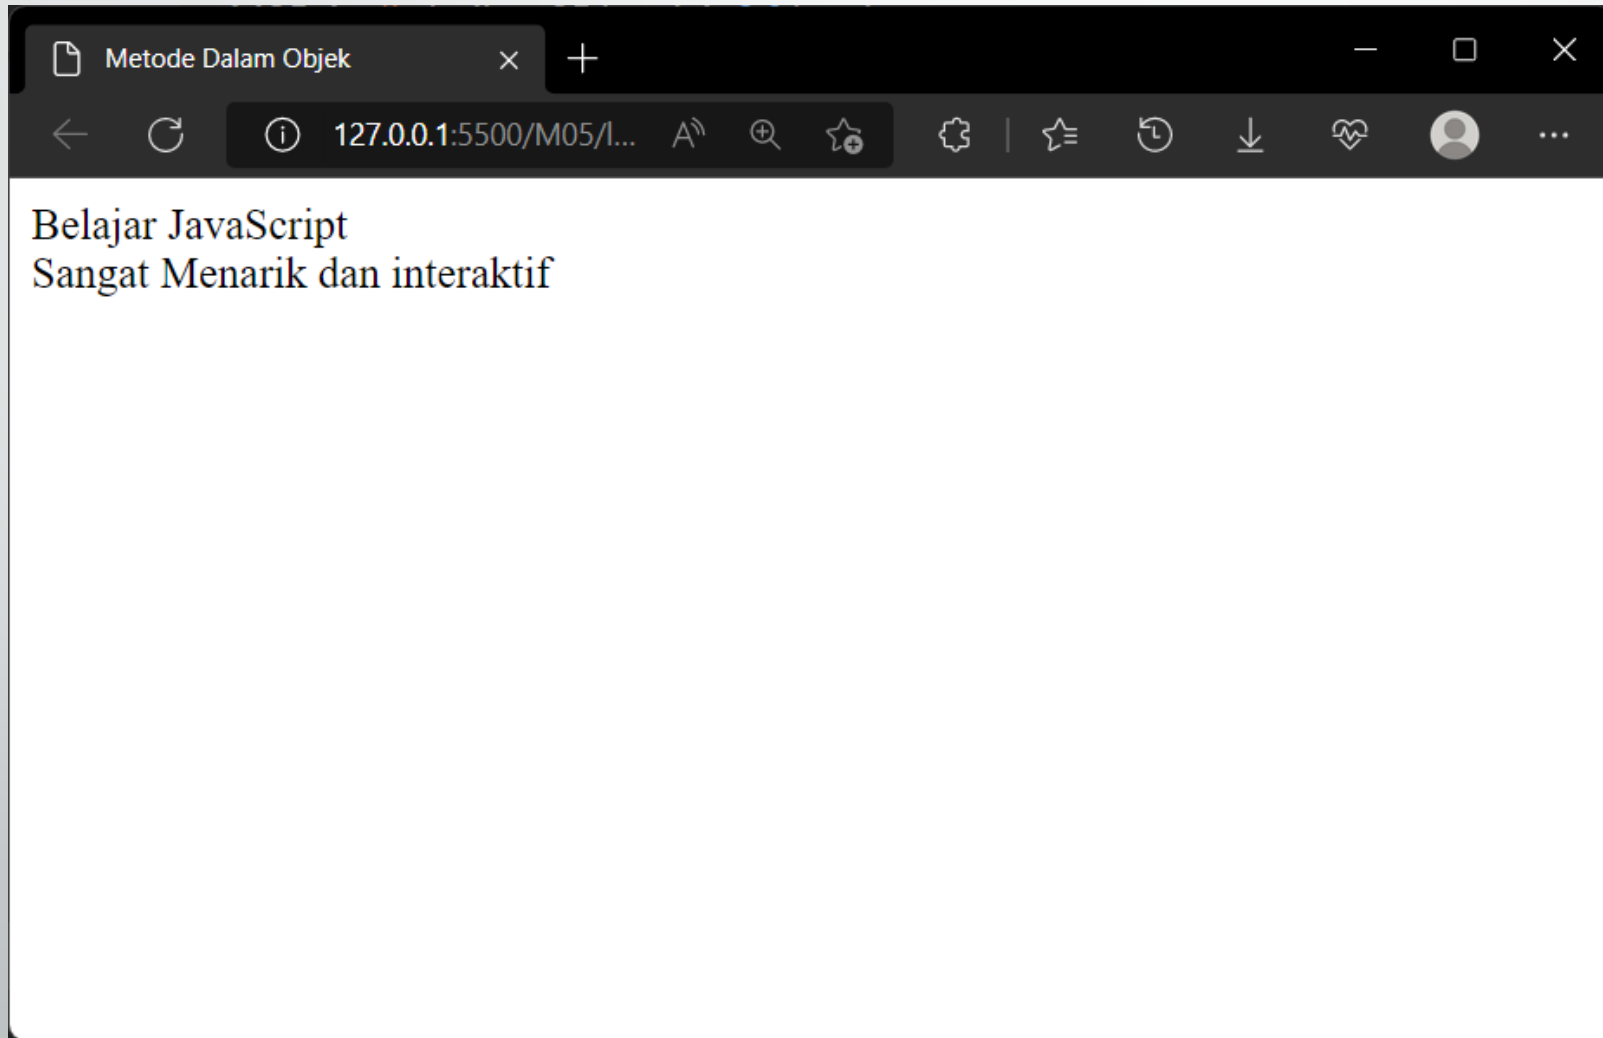 Metode Dalam Objek
127.0.0.1:5500/M05/l...
Belajar JavaScript
Sangat Menarik dan interaktif